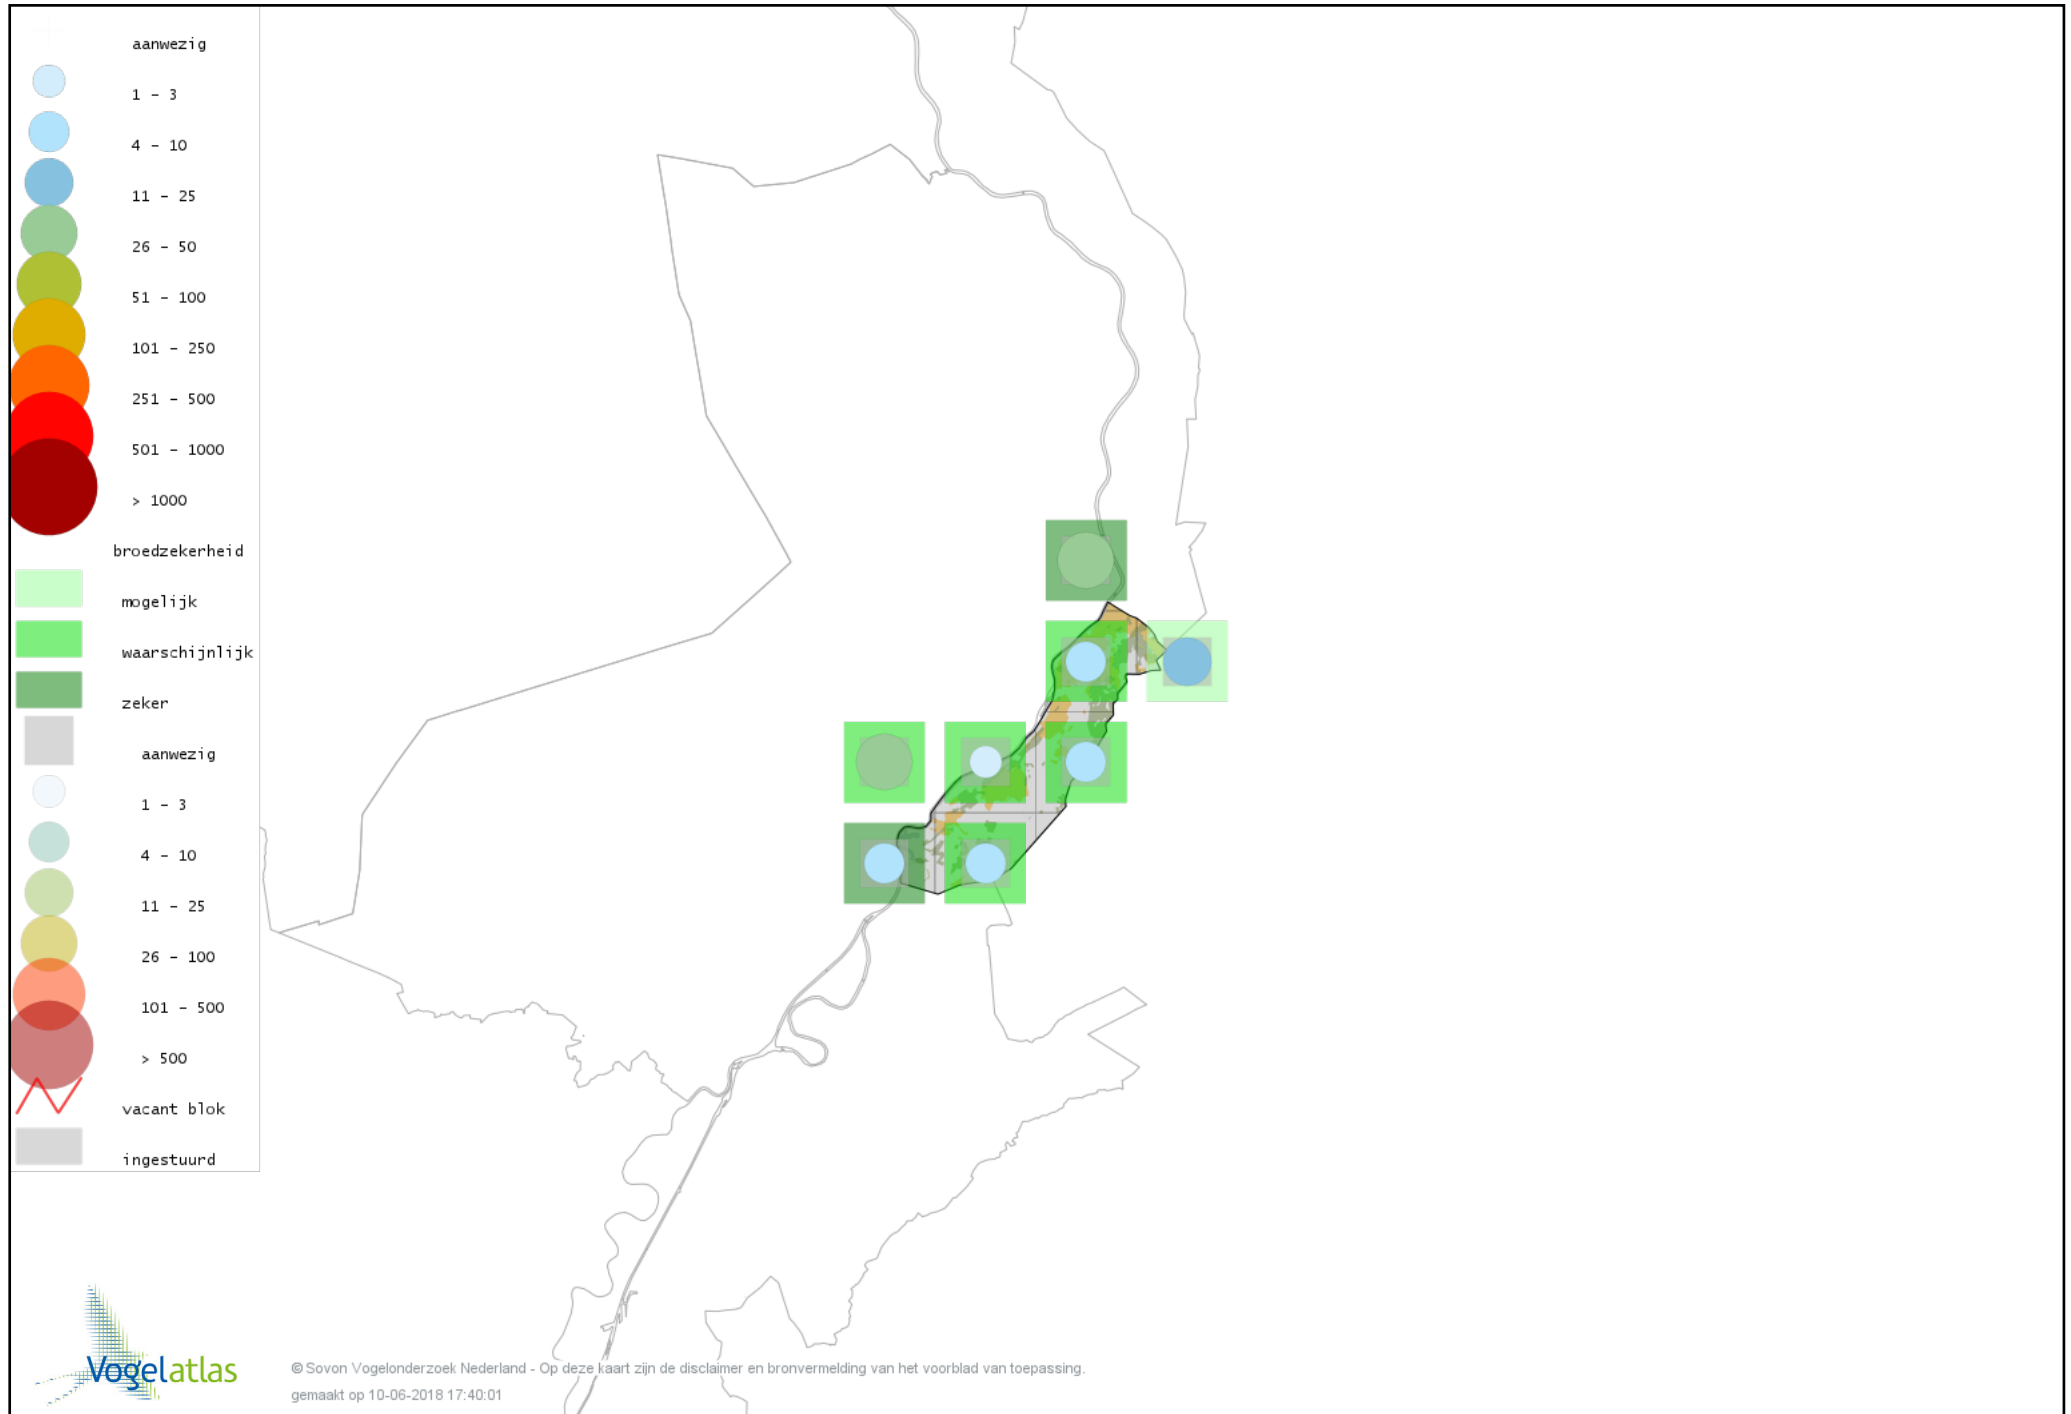 aanwezig
1 - 3
4 - 10
11 - 25
26 - 50
51 - 100
101 - 250
251 - 500
501 - 1000
> 1000
broedzekerheid
mogelijk
waarschijnlijk
zeker
aanwezig
1 - 3
4 - 10
11 - 25
26 - 100
101 - 500
> 500
vacant blok
ingestuurd
Vogelatlas
© Sovon Vogelonderzoek Nederland - Op deze kaart zijn de disclaimer en bronvermelding van het voorblad van toepassing.
gemaakt op 10-06-2018 17:40:01